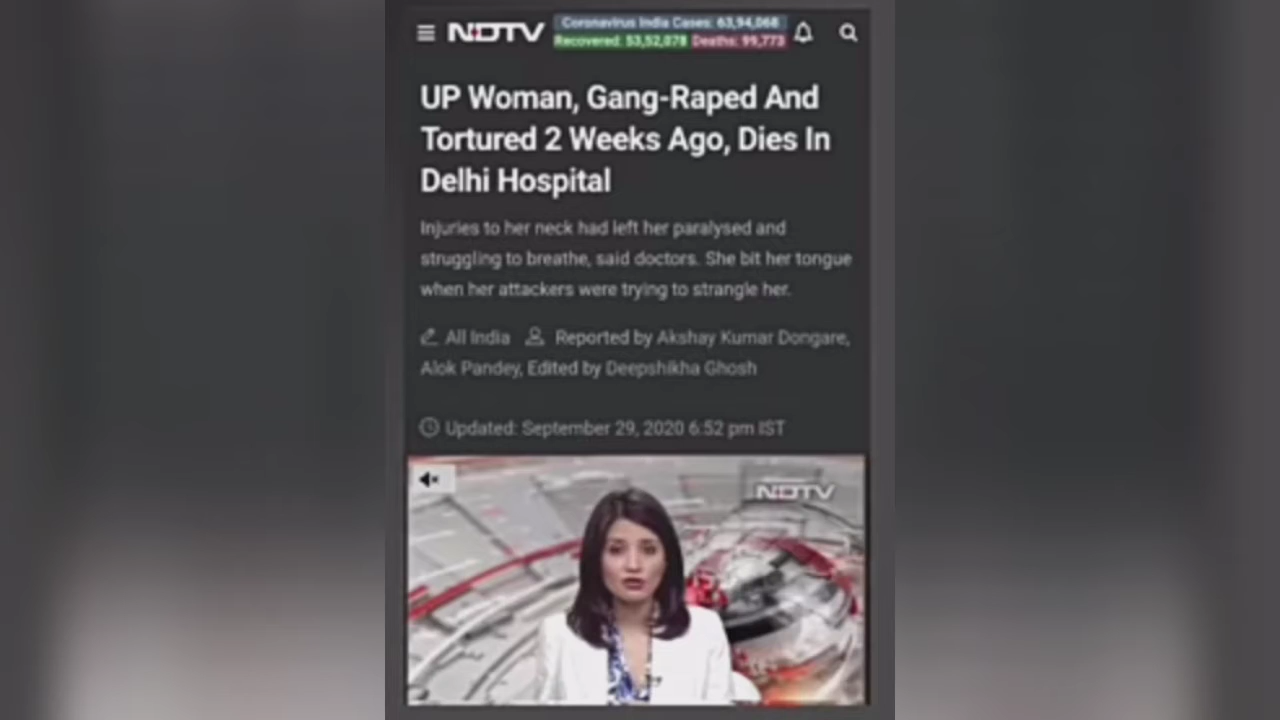 NDTV
Coronavirus India Cases: 63,94,068
Recovered: 53,52,078 Deaths: 99,773
UP Woman, Gang-Raped And
Tortured 2 Weeks Ago, Dies In
Delhi Hospital
Injuries to her neck had left her paralysed and
struggling to breathe, said doctors. She bit her tongue
when her attackers were trying to strangle her.
All India Reported by Akshay Kumar Dongare,
Alok Pandey, Edited by Deepshikha Ghosh
Updated: September 29, 2020 6:52 pm IST
NDTV